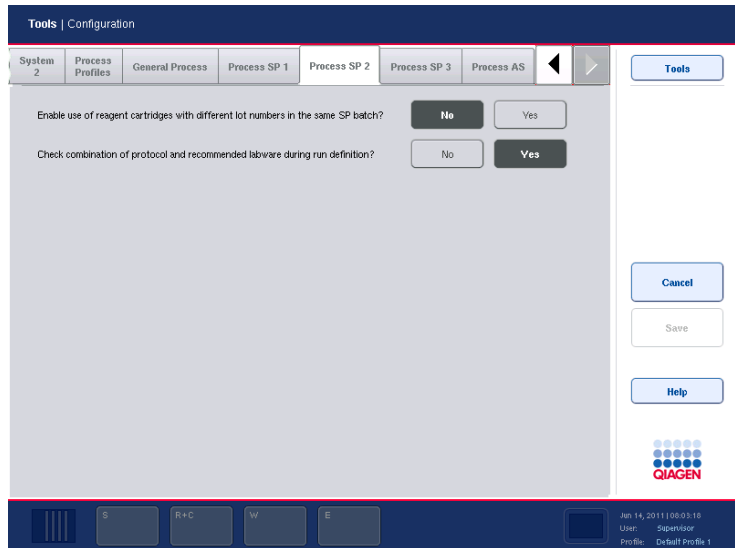 Tools | Configuration
System 2
Process Profiles
General Process
Process SP 1
Process SP 2
Process SP 3
Process AS
Tools
Enable use of reagent cartridges with different lot numbers in the same SP batch?
No
Yes
Check combination of protocol and recommended labware during run definition?
No
Yes
Cancel
Save
Help
QIAGEN
S
R+C
W
E
Jun 14, 2011 | 08:03:18
User: Supervisor
Profile: Default Profile 1